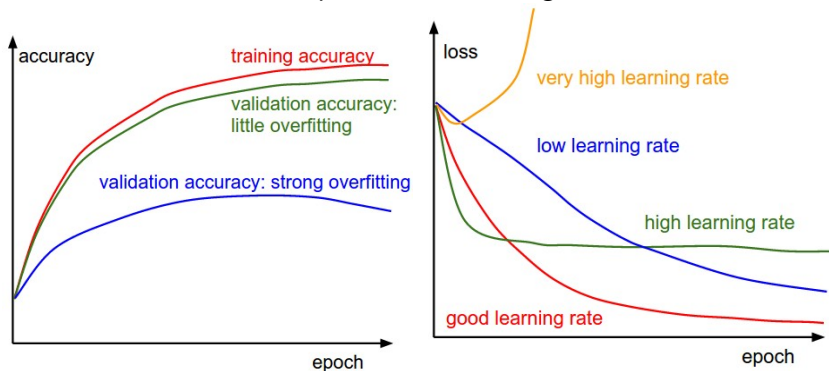 accuracy
training accuracy
validation accuracy:
little overfitting
validation accuracy: strong overfitting
epoch
loss
very high learning rate
low learning rate
high learning rate
good learning rate
epoch